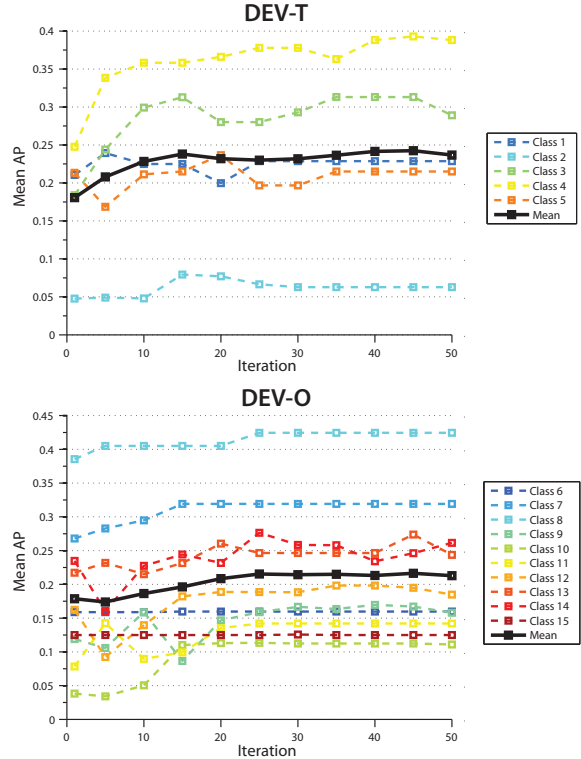 DEV-T
Mean AP
0.4
0.35
0.3
0.25
0.2
0.15
0.1
0.05
0
0 10 20 30 40 50
Iteration
Class 1
Class 2
Class 3
Class 4
Class 5
Mean
DEV-O
Mean AP
0.45
0.4
0.35
0.3
0.25
0.2
0.15
0.1
0.05
0
0 10 20 30 40 50
Iteration
Class 6
Class 7
Class 8
Class 9
Class 10
Class 11
Class 12
Class 13
Class 14
Class 15
Mean